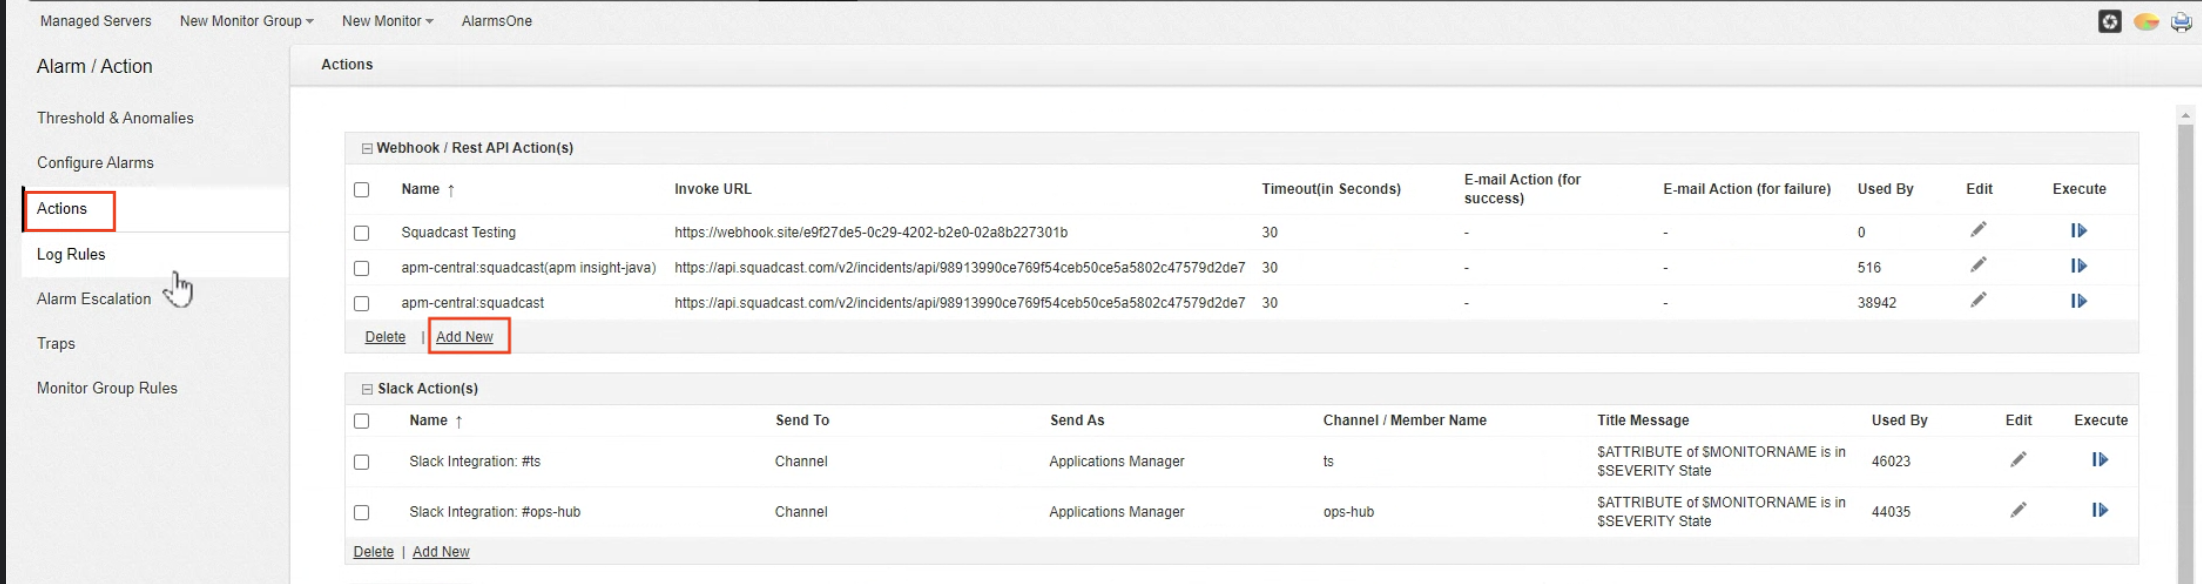 Managed Servers New Monitor Group New Monitor AlarmsOne
Alarm / Action
Threshold & Anomalies
Configure Alarms
Actions
Log Rules
Alarm Escalation
Traps
Monitor Group Rules
Actions
Webhook / Rest API Action(s)
Name ↑ Invoke URL Timeout(in Seconds) E-mail Action (for success) E-mail Action (for failure) Used By Edit Execute
Squadcast Testing https://webhook.site/e9f27de5-0c29-4202-b2e0-02a8b227301b 30 - - 0
apm-central:squadcast(apm insight-java) https://api.squadcast.com/v2/incidents/api/98913990ce769f54ceb50ce5a5802c47579d2de7 30 - - 516
apm-central:squadcast https://api.squadcast.com/v2/incidents/api/98913990ce769f54ceb50ce5a5802c47579d2de7 30 - - 38942
Delete | Add New
Slack Action(s)
Name ↑ Send To Send As Channel / Member Name Title Message Used By Edit Execute
Slack Integration: #ts Channel Applications Manager ts $ATTRIBUTE of $MONITORNAME is in $SEVERITY State 46023
Slack Integration: #ops-hub Channel Applications Manager ops-hub $ATTRIBUTE of $MONITORNAME is in $SEVERITY State 44035
Delete | Add New